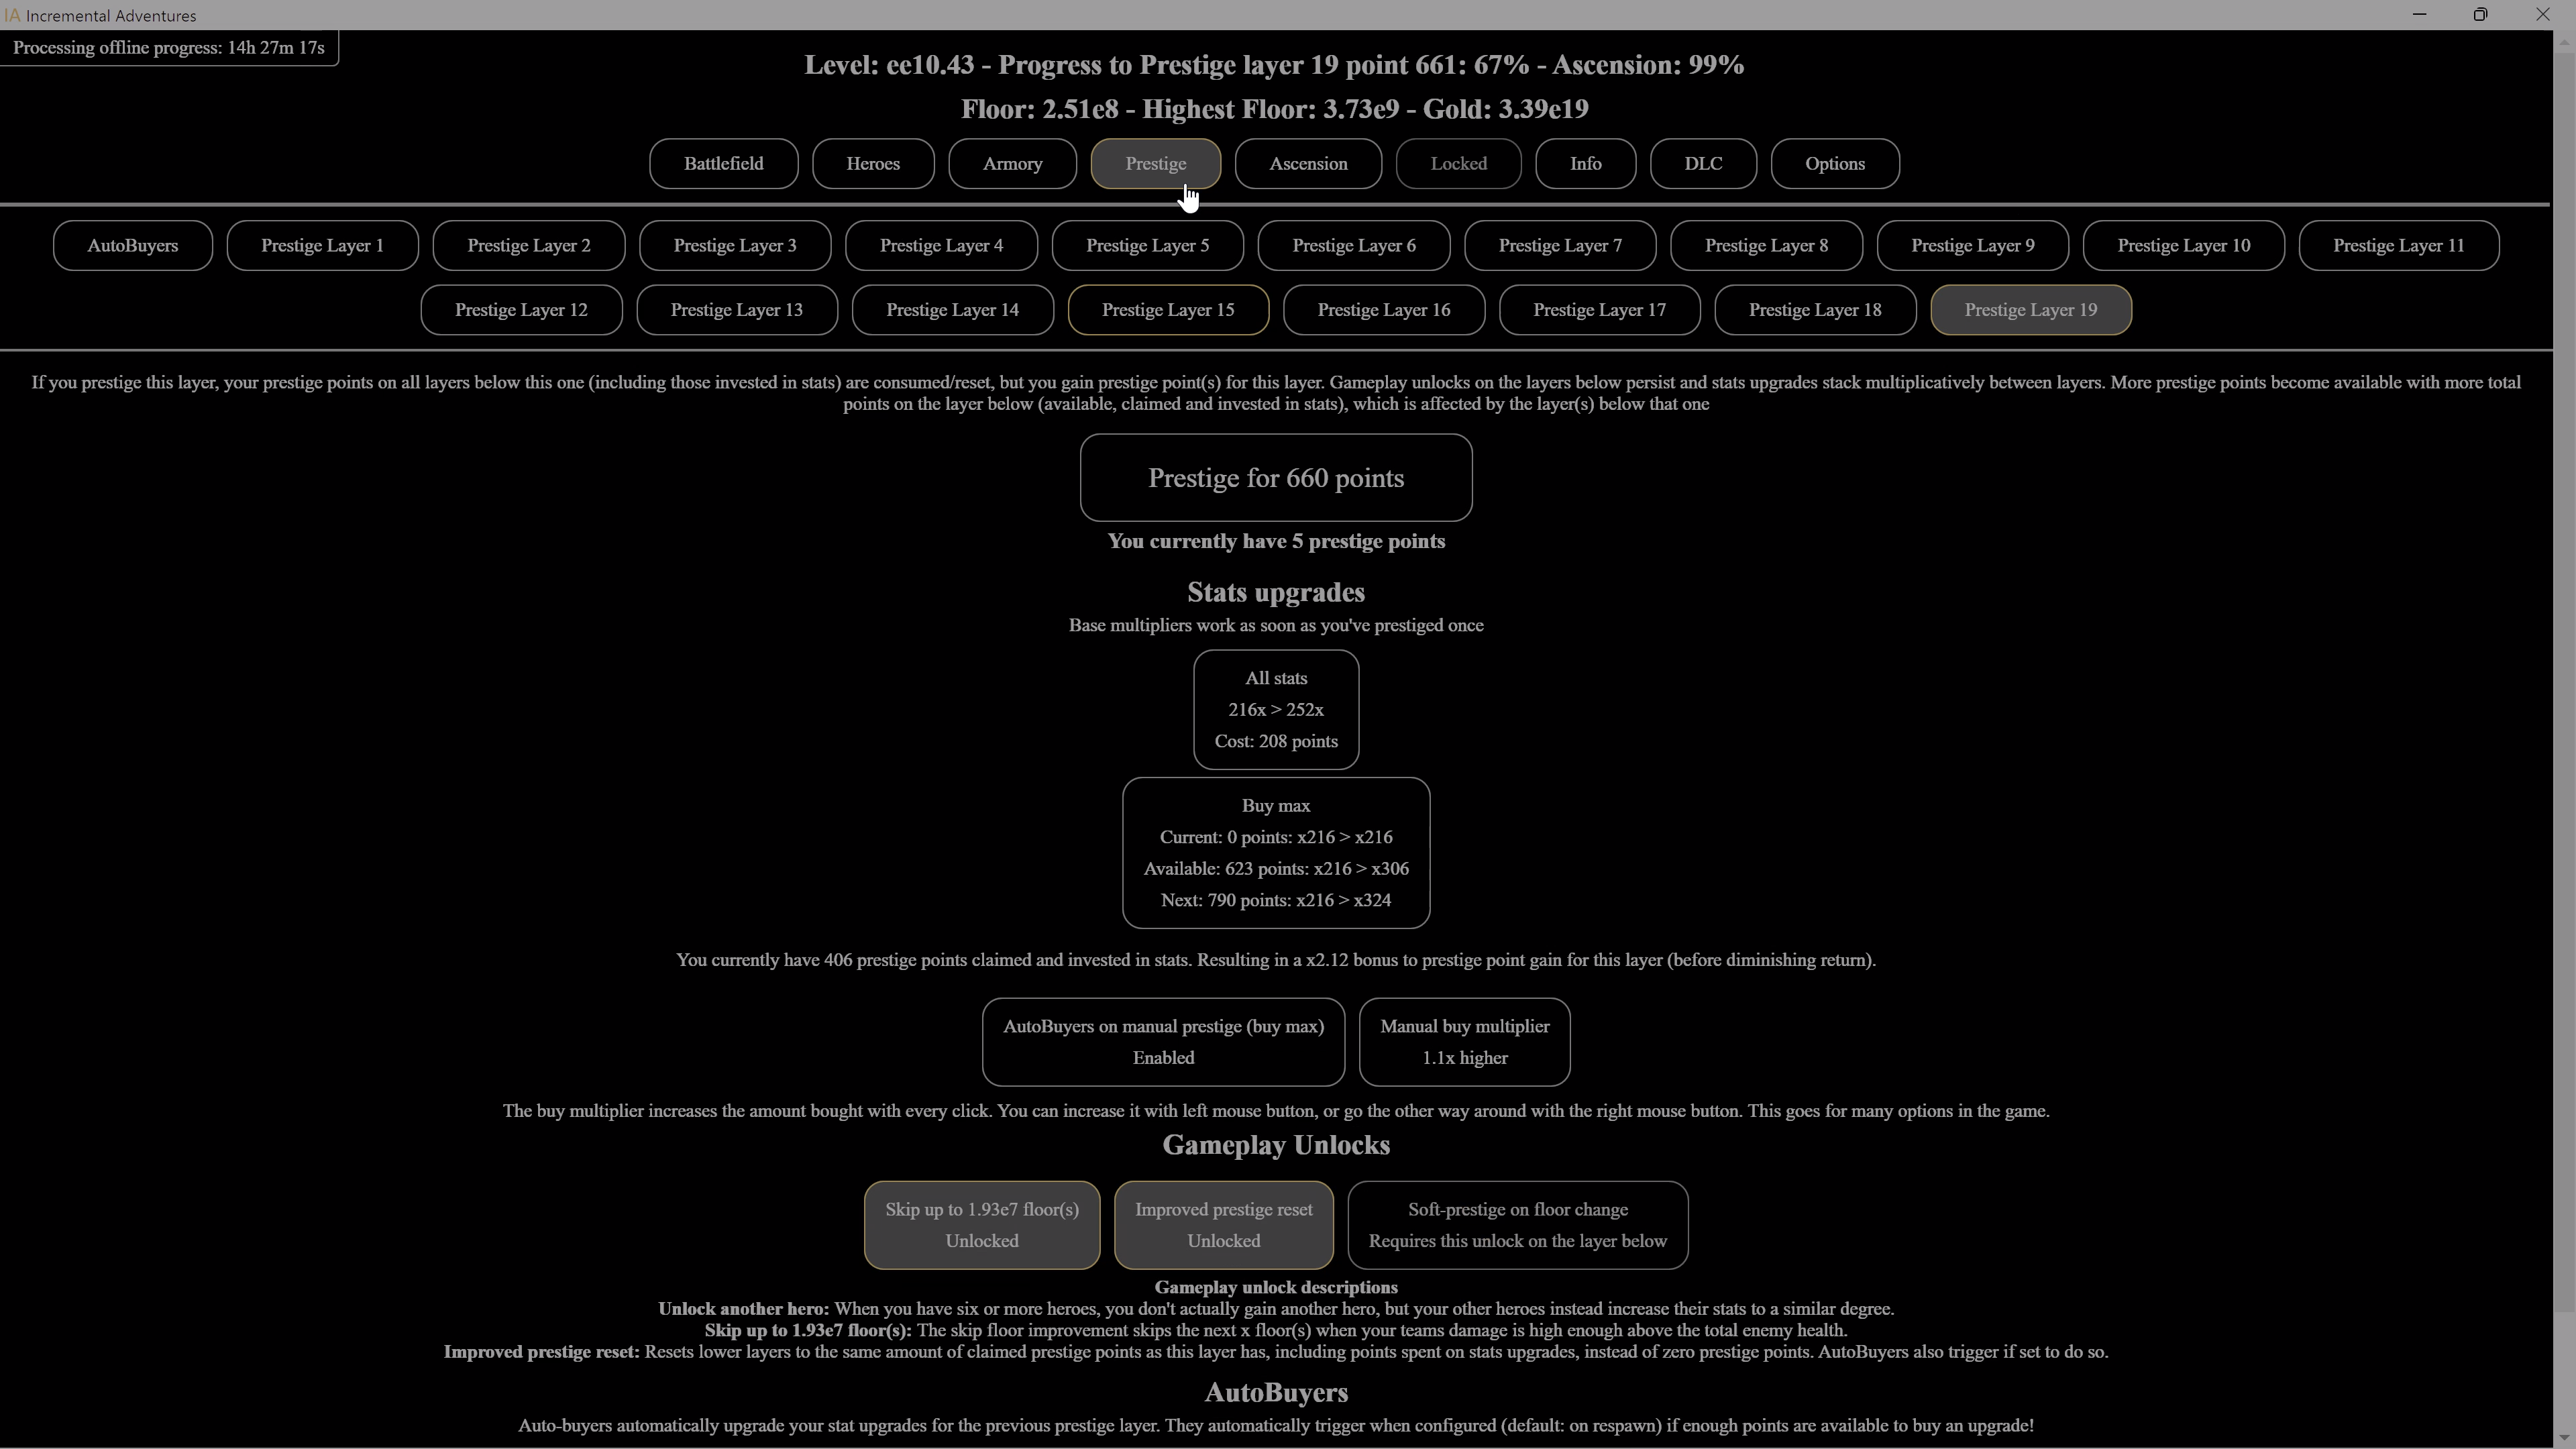 IA Incremental Adventures
Processing offline progress: 14h 27m 17s
Level: ee10.43 - Progress to Prestige layer 19 point 661: 67% - Ascension: 99%
Floor: 2.51e8 - Highest Floor: 3.73e9 - Gold: 3.39e19
Battlefield Heroes Armory Prestige Ascension Locked Info DLC Options
AutoBuyers Prestige Layer 1 Prestige Layer 2 Prestige Layer 3 Prestige Layer 4 Prestige Layer 5 Prestige Layer 6 Prestige Layer 7 Prestige Layer 8 Prestige Layer 9 Prestige Layer 10 Prestige Layer 11
Prestige Layer 12 Prestige Layer 13 Prestige Layer 14 Prestige Layer 15 Prestige Layer 16 Prestige Layer 17 Prestige Layer 18 Prestige Layer 19
If you prestige this layer, your prestige points on all layers below this one (including those invested in stats) are consumed/reset, but you gain prestige point(s) for this layer. Gameplay unlocks on the layers below persist and stats upgrades stack multiplicatively between layers. More prestige points become available with more total
points on the layer below (available, claimed and invested in stats), which is affected by the layer(s) below that one
Prestige for 660 points
You currently have 5 prestige points
Stats upgrades
Base multipliers work as soon as you've prestiged once
All stats
216x > 252x
Cost: 208 points
Buy max
Current: 0 points: x216 > x216
Available: 623 points: x216 > x306
Next: 790 points: x216 > x324
You currently have 406 prestige points claimed and invested in stats. Resulting in a x2.12 bonus to prestige point gain for this layer (before diminishing return).
AutoBuyers on manual prestige (buy max)
Enabled
Manual buy multiplier
1.1x higher
The buy multiplier increases the amount bought with every click. You can increase it with left mouse button, or go the other way around with the right mouse button. This goes for many options in the game.
Gameplay Unlocks
Skip up to 1.93e7 floor(s)
Unlocked
Improved prestige reset
Unlocked
Soft-prestige on floor change
Requires this unlock on the layer below
Gameplay unlock descriptions
Unlock another hero: When you have six or more heroes, you don't actually gain another hero, but your other heroes instead increase their stats to a similar degree.
Skip up to 1.93e7 floor(s): The skip floor improvement skips the next x floor(s) when your teams damage is high enough above the total enemy health.
Improved prestige reset: Resets lower layers to the same amount of claimed prestige points as this layer has, including points spent on stats upgrades, instead of zero prestige points. AutoBuyers also trigger if set to do so.
AutoBuyers
Auto-buyers automatically upgrade your stat upgrades for the previous prestige layer. They automatically trigger when configured (default: on respawn) if enough points are available to buy an upgrade!